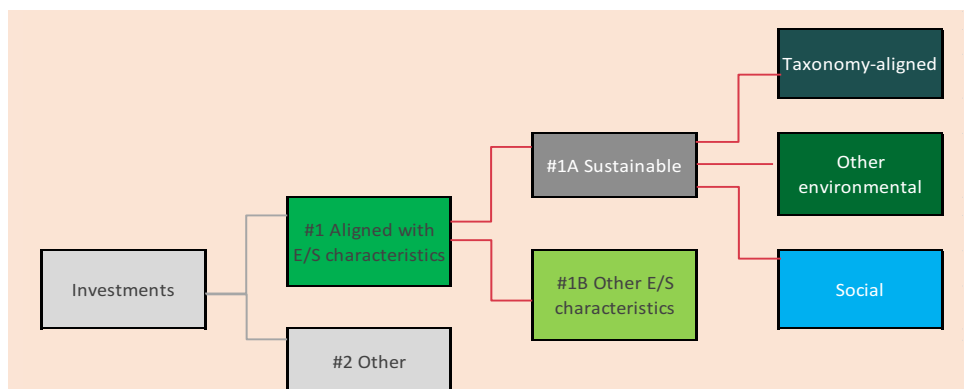 Taxonomy-aligned
#1A Sustainable
Other
environmental
#1 Aligned with
E/S characteristics
Investments
#1B Other E/S
characteristics
Social
#2 Other